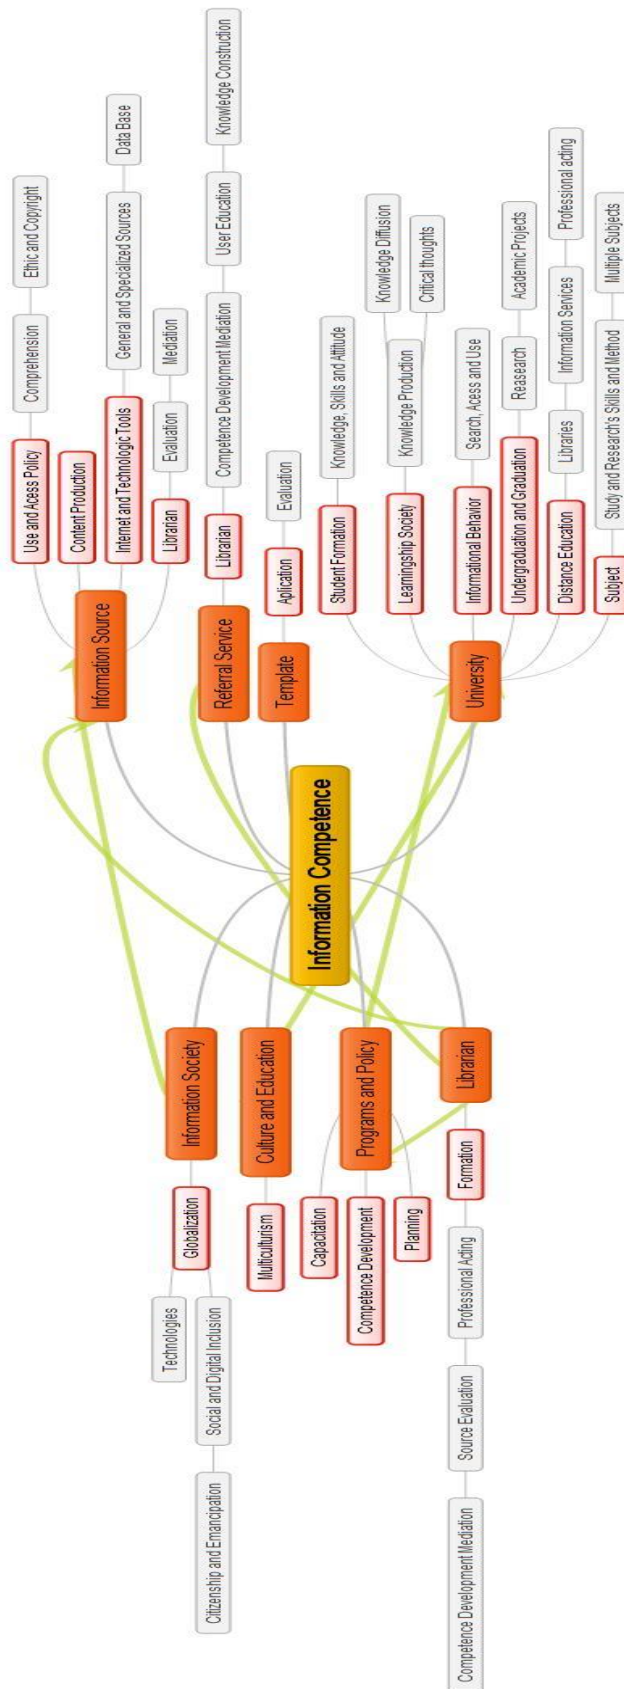 Information Competence
Information Source
Use and Acess Policy
Comprehension
Ethic and Copyright
Content Production
Internet and Technologic Tools
General and Specialized Sources
Data Base
Librarian
Evaluation
Mediation
Referral Service
Librarian
Competence Development Mediation
User Education
Knowledge Construction
Template
Aplication
Evaluation
University
Student Formation
Knowledge, Skills and Attitude
Learningship Society
Knowledge Production
Knowledge Diffusion
Critical thoughts
Informational Behavior
Search, Acess and Use
Undergraduation and Graduation
Reasearch
Academic Projects
Distance Education
Libraries
Information Services
Professional acting
Subject
Study and Research's Skills and Method
Multiple Subjects
Information Society
Globalization
Technologies
Social and Digital Inclusion
Citizenship and Emancipation
Culture and Education
Multiculturism
Programs and Policy
Capacitation
Competence Development
Planning
Librarian
Formation
Professional Acting
Source Evaluation
Competence Development Mediation